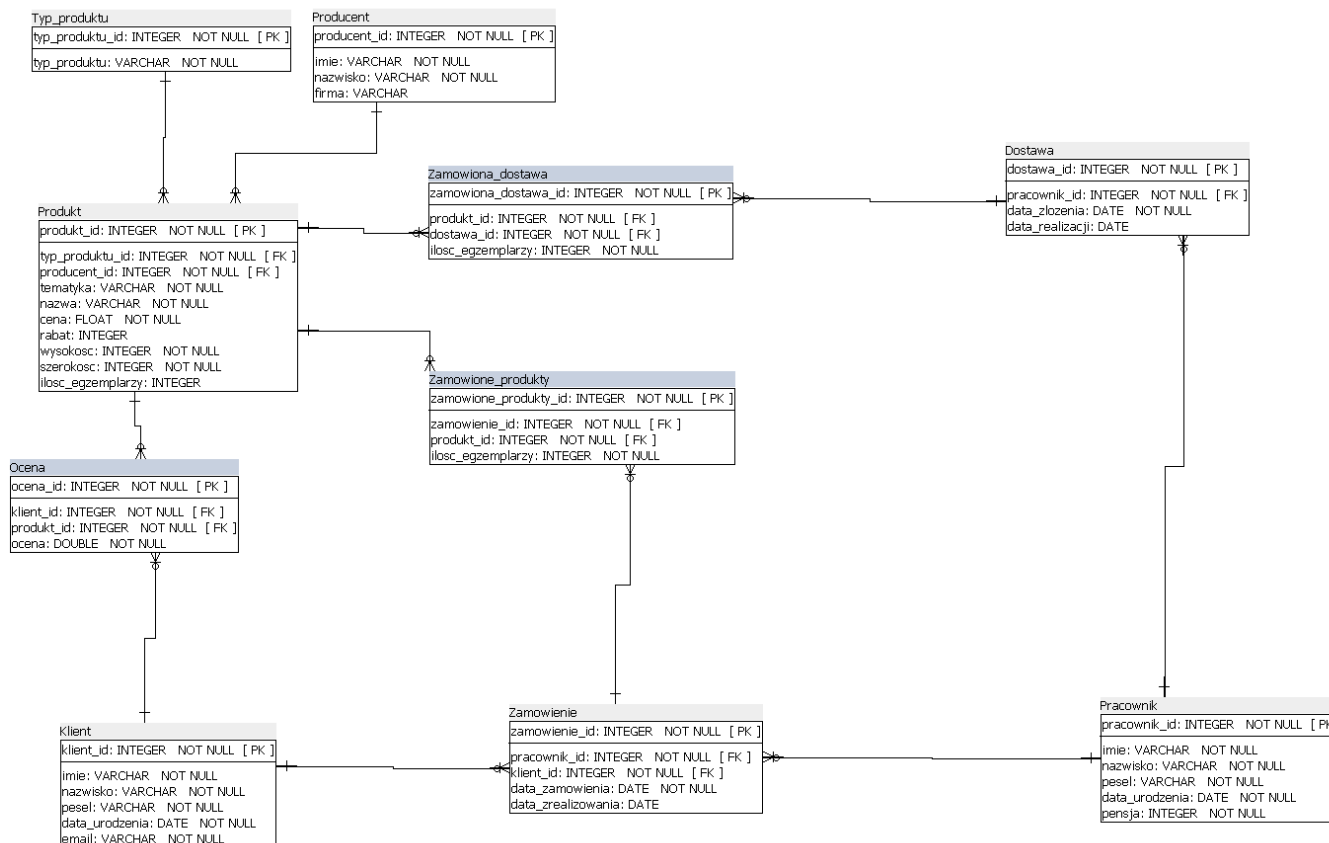 Typ_produktu
typ_produktu_id: INTEGER NOT NULL [ PK ]
typ_produktu: VARCHAR NOT NULL
Producent
producent_id: INTEGER NOT NULL [ PK ]
imie: VARCHAR NOT NULL
nazwisko: VARCHAR NOT NULL
firma: VARCHAR
Zamowiona_dostawa
zamowiona_dostawa_id: INTEGER NOT NULL [ PK ]
produkt_id: INTEGER NOT NULL [ FK ]
dostawa_id: INTEGER NOT NULL [ FK ]
ilosc_egzemplarzy: INTEGER NOT NULL
Dostawa
dostawa_id: INTEGER NOT NULL [ PK ]
pracownik_id: INTEGER NOT NULL [ FK ]
data_zlozenia: DATE NOT NULL
data_realizacji: DATE
Produkt
produkt_id: INTEGER NOT NULL [ PK ]
typ_produktu_id: INTEGER NOT NULL [ FK ]
producent_id: INTEGER NOT NULL [ FK ]
tematyka: VARCHAR NOT NULL
nazwa: VARCHAR NOT NULL
cena: FLOAT NOT NULL
rabat: INTEGER
wysokosc: INTEGER NOT NULL
szerokosc: INTEGER NOT NULL
ilosc_egzemplarzy: INTEGER
Zamowione_produkty
zamowione_produkty_id: INTEGER NOT NULL [ PK ]
zamowienie_id: INTEGER NOT NULL [ FK ]
produkt_id: INTEGER NOT NULL [ FK ]
ilosc_egzemplarzy: INTEGER NOT NULL
Ocena
ocena_id: INTEGER NOT NULL [ PK ]
klient_id: INTEGER NOT NULL [ FK ]
produkt_id: INTEGER NOT NULL [ FK ]
ocena: DOUBLE NOT NULL
Klient
klient_id: INTEGER NOT NULL [ PK ]
imie: VARCHAR NOT NULL
nazwisko: VARCHAR NOT NULL
pesel: VARCHAR NOT NULL
data_urodzenia: DATE NOT NULL
email: VARCHAR NOT NULL
Zamowienie
zamowienie_id: INTEGER NOT NULL [ PK ]
pracownik_id: INTEGER NOT NULL [ FK ]
klient_id: INTEGER NOT NULL [ FK ]
data_zamowienia: DATE NOT NULL
data_zrealizowania: DATE
Pracownik
pracownik_id: INTEGER NOT NULL [ PK
imie: VARCHAR NOT NULL
nazwisko: VARCHAR NOT NULL
pesel: VARCHAR NOT NULL
data_urodzenia: DATE NOT NULL
pensja: INTEGER NOT NULL